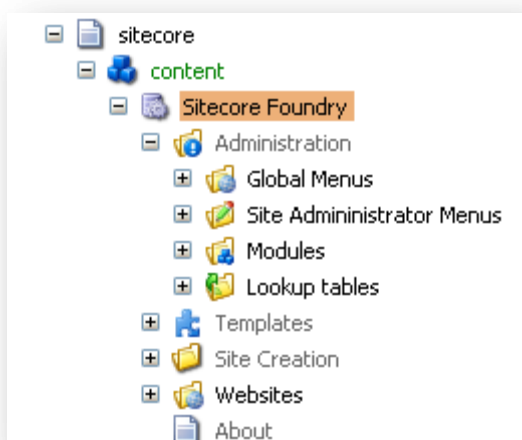 sitecore
content
Sitecore Foundry
Administration
Global Menus
Site Admininistrator Menus
Modules
Lookup tables
Templates
Site Creation
Websites
About